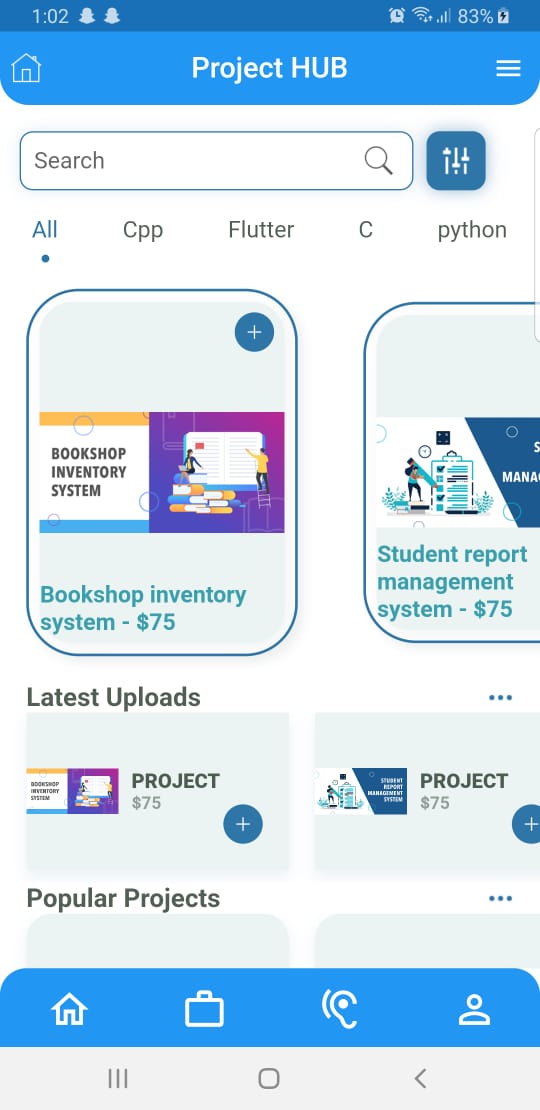 1:02
83%
Project HUB
Search
All Cpp Flutter C python
BOOKSHOP
INVENTORY
SYSTEM
Bookshop inventory
system - $75
S
MANA
Student report
management
system - $75
Latest Uploads
BOOKSHOP
INVENTORY
SYSTEM
PROJECT
$75
STUDENT
REPORT
MANAGEMENT
SYSTEM
PROJECT
$75
Popular Projects